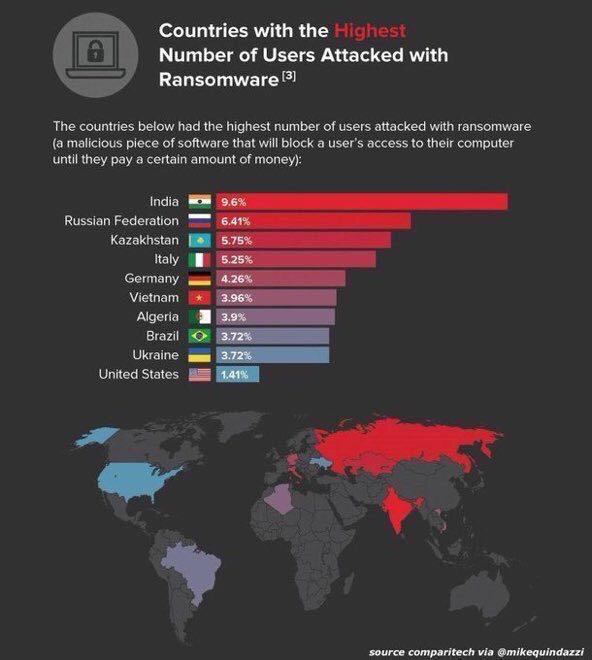 Countries with the Highest
Number of Users Attacked with
Ransomware [3]
The countries below had the highest number of users attacked with ransomware
(a malicious piece of software that will block a user's access to their computer
until they pay a certain amount of money):
India 9.6%
Russian Federation 6.41%
Kazakhstan 5.75%
Italy 5.25%
Germany 4.26%
Vietnam 3.96%
Algeria 3.9%
Brazil 3.72%
Ukraine 3.72%
United States 1.41%
source comparitech via @mikequindazzi